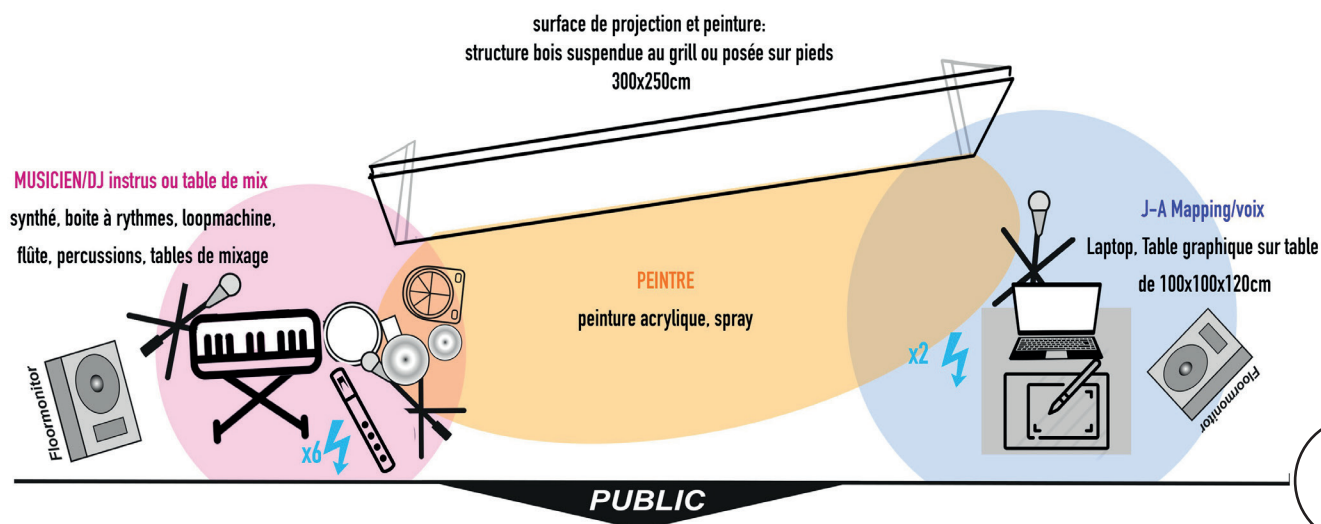 surface de projection et peinture:
structure bois suspendue au grill ou posée sur pieds
300x250cm
MUSICIEN/DJ instrus ou table de mix
synthé, boite à rythmes, loopmachine,
flûte, percussions, tables de mixage
J-A Mapping/voix
Laptop, Table graphique sur table
de 100x100x120cm
PEINTRE
peinture acrylique, spray
Floormonitor
x6
x2
Floormonitor
PUBLIC